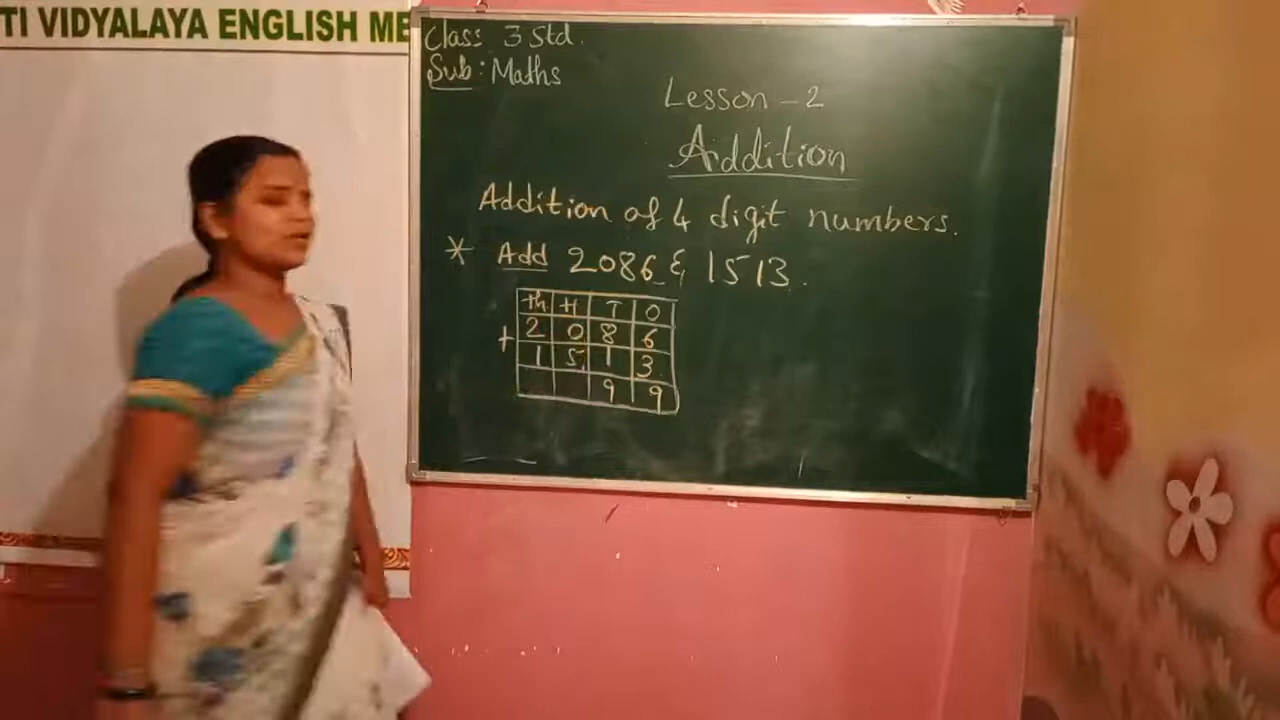 TI VIDYALAYA ENGLISH ME
Class: 3 Std.
Sub: Maths
Lesson - 2
Addition
Addition of 4 digit numbers.
* Add 2086 & 1513.
Th H T O
2 0 8 6
+ 1 5 1 3
9 9